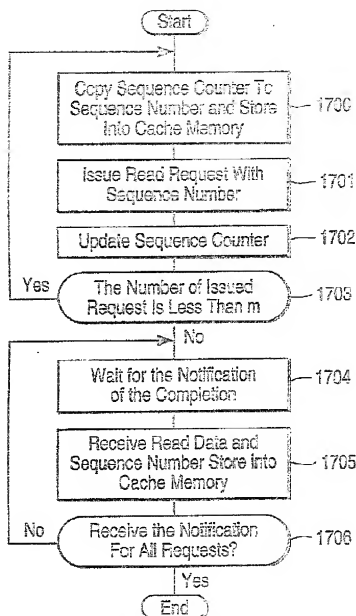 Start
Copy Sequence Counter To
Sequence Number and Store
Into Cache Memory
1700
Issue Read Request With
Sequence Number
1701
Update Sequence Counter
1702
Yes
The Number of Issued
Request Is Less Than m
1703
No
Wait for the Notification
of the Completion
1704
Receive Read Data and
Sequence Number Store into
Cache Memory
1705
No
Receive the Notification
For All Requests?
1706
Yes
End